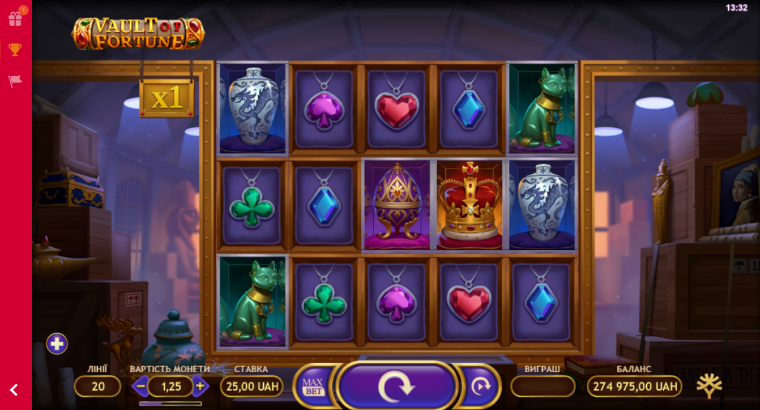 13:32
VAULT OF
FORTUNE
x1
ЛІНІЇ
20
ВАРТІСТЬ МОНЕТИ
- 1,25 +
СТАВКА
25,00 UAH
MAX
BET
ВИГРАШ
БАЛАНС
274 975,00 UAH